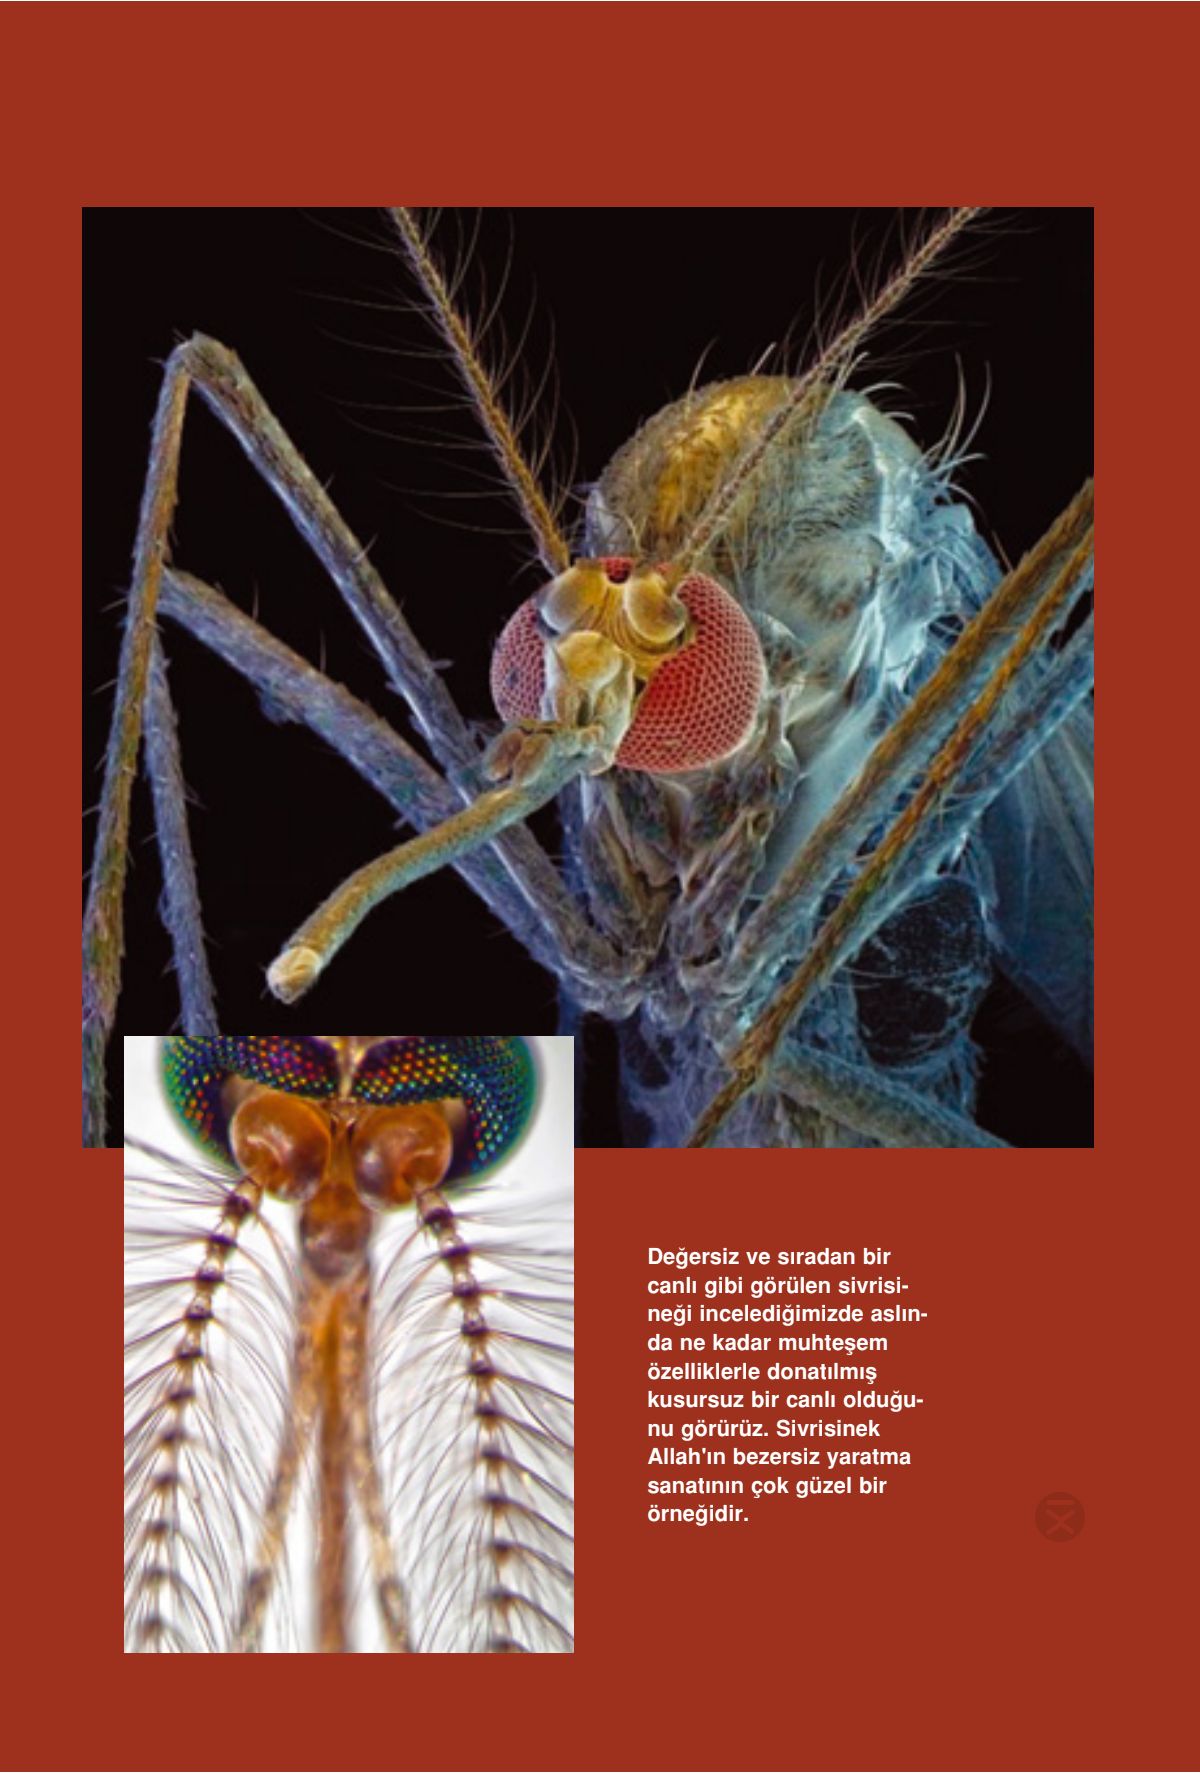 Değersiz ve sıradan bir
canlı gibi görülen sivrisi-
neği incelediğimizde aslın-
da ne kadar muhteşem
özelliklerle donatılmış
kusursuz bir canlı olduğu-
nu görürüz. Sivrisinek
Allah'ın bezersiz yaratma
sanatının çok güzel bir
örneğidir.